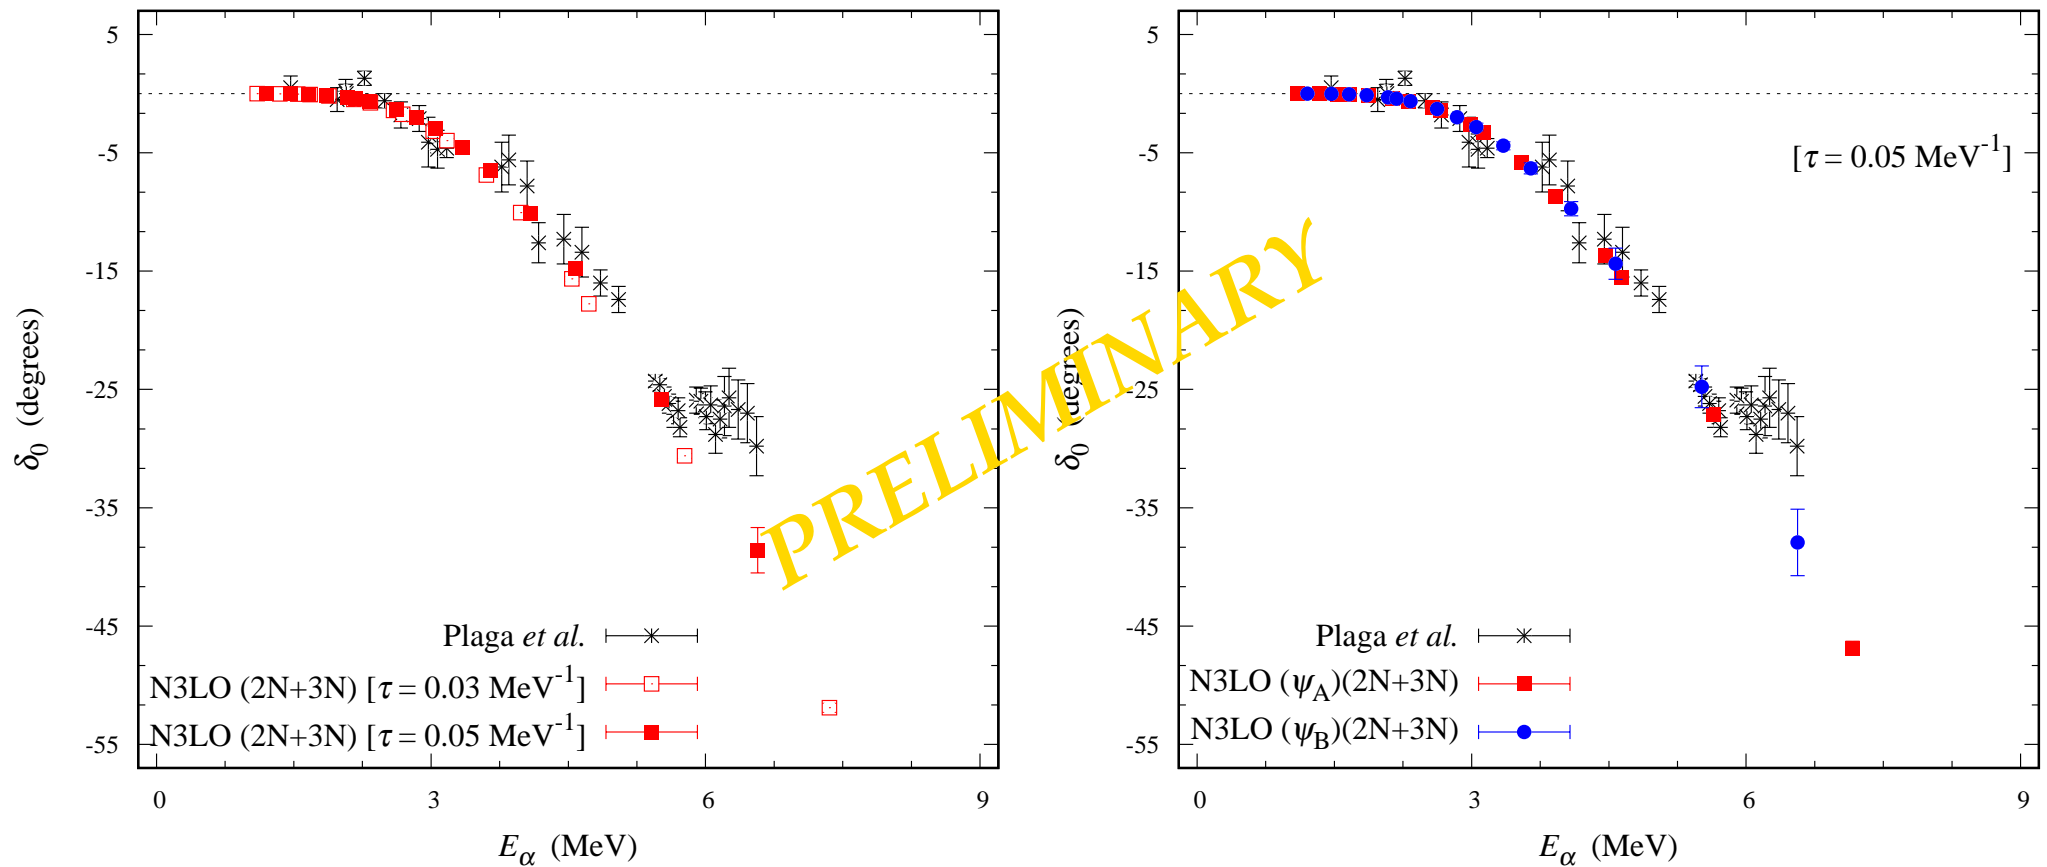 5
-5
-15
-25
-35
-45
-55
0
3
6
9
δ0 (degrees)
Eα (MeV)
Plaga et al.
N3LO (2N+3N) [τ = 0.03 MeV-1]
N3LO (2N+3N) [τ = 0.05 MeV-1]
PRELIMINARY
5
-5
-15
-25
-35
-45
-55
0
3
6
9
δ0 (degrees)
Eα (MeV)
[τ = 0.05 MeV-1]
Plaga et al.
N3LO (ψA)(2N+3N)
N3LO (ψB)(2N+3N)